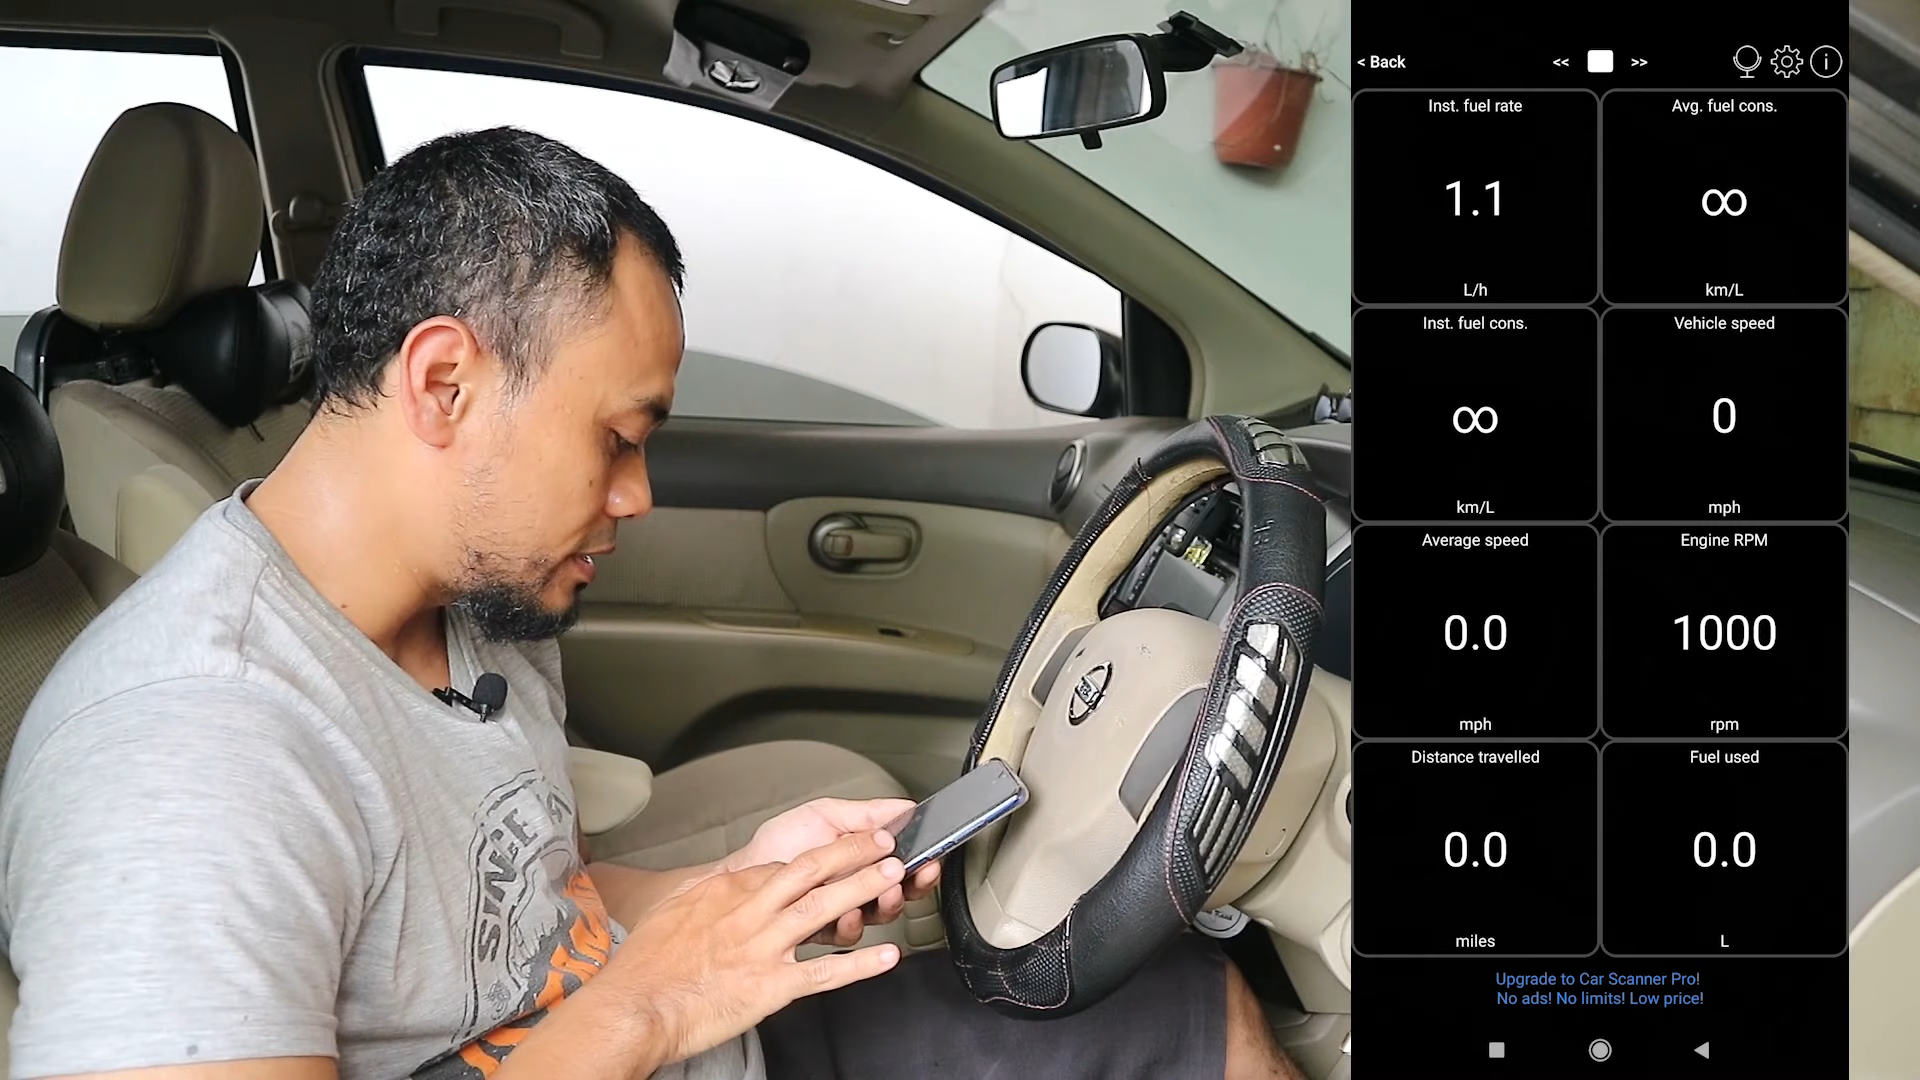 < Back << >>
Inst. fuel rate
1.1
L/h
Avg. fuel cons.
∞
km/L
Inst. fuel cons.
∞
km/L
Vehicle speed
0
mph
Average speed
0.0
mph
Engine RPM
1000
rpm
Distance travelled
0.0
miles
Fuel used
0.0
L
Upgrade to Car Scanner Pro!
No ads! No limits! Low price!
SINCE